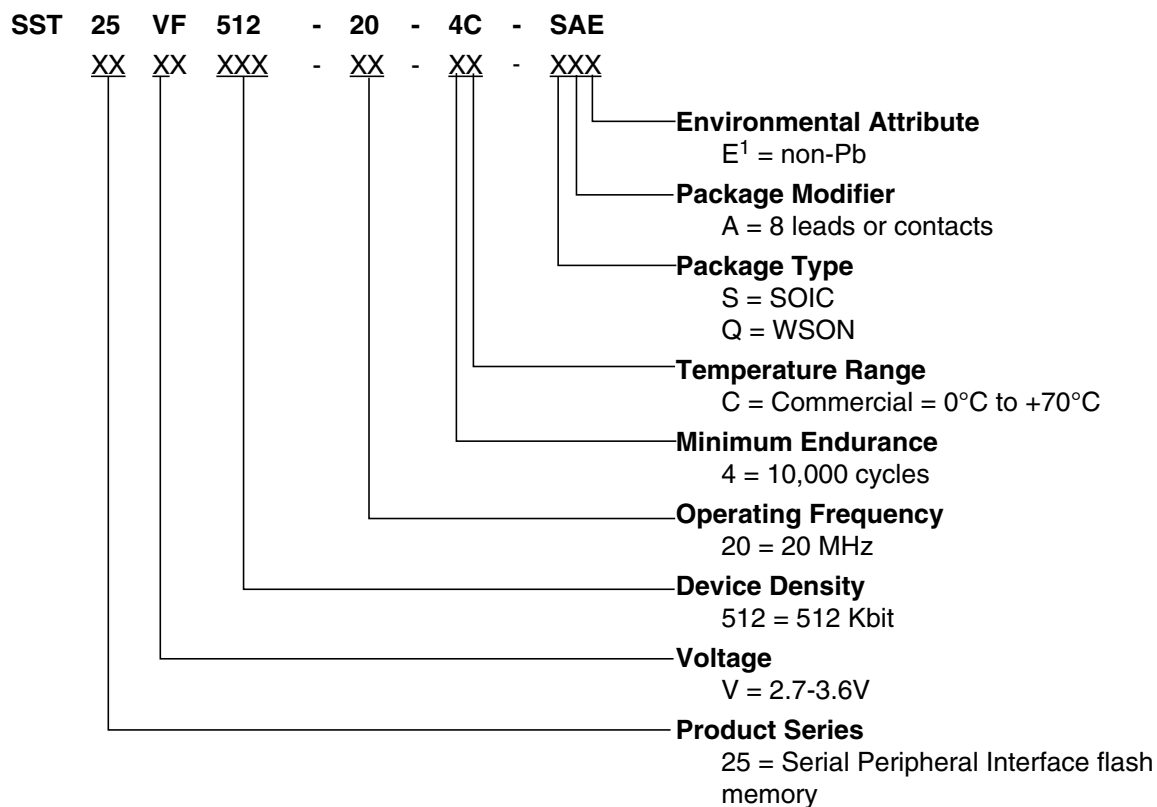 SST 25 VF 512 - 20 - 4C - SAE
XX XX XXX - XX - XX - XXX
Environmental Attribute
E1 = non-Pb
Package Modifier
A = 8 leads or contacts
Package Type
S = SOIC
Q = WSON
Temperature Range
C = Commercial = 0°C to +70°C
Minimum Endurance
4 = 10,000 cycles
Operating Frequency
20 = 20 MHz
Device Density
512 = 512 Kbit
Voltage
V = 2.7-3.6V
Product Series
25 = Serial Peripheral Interface flash
memory